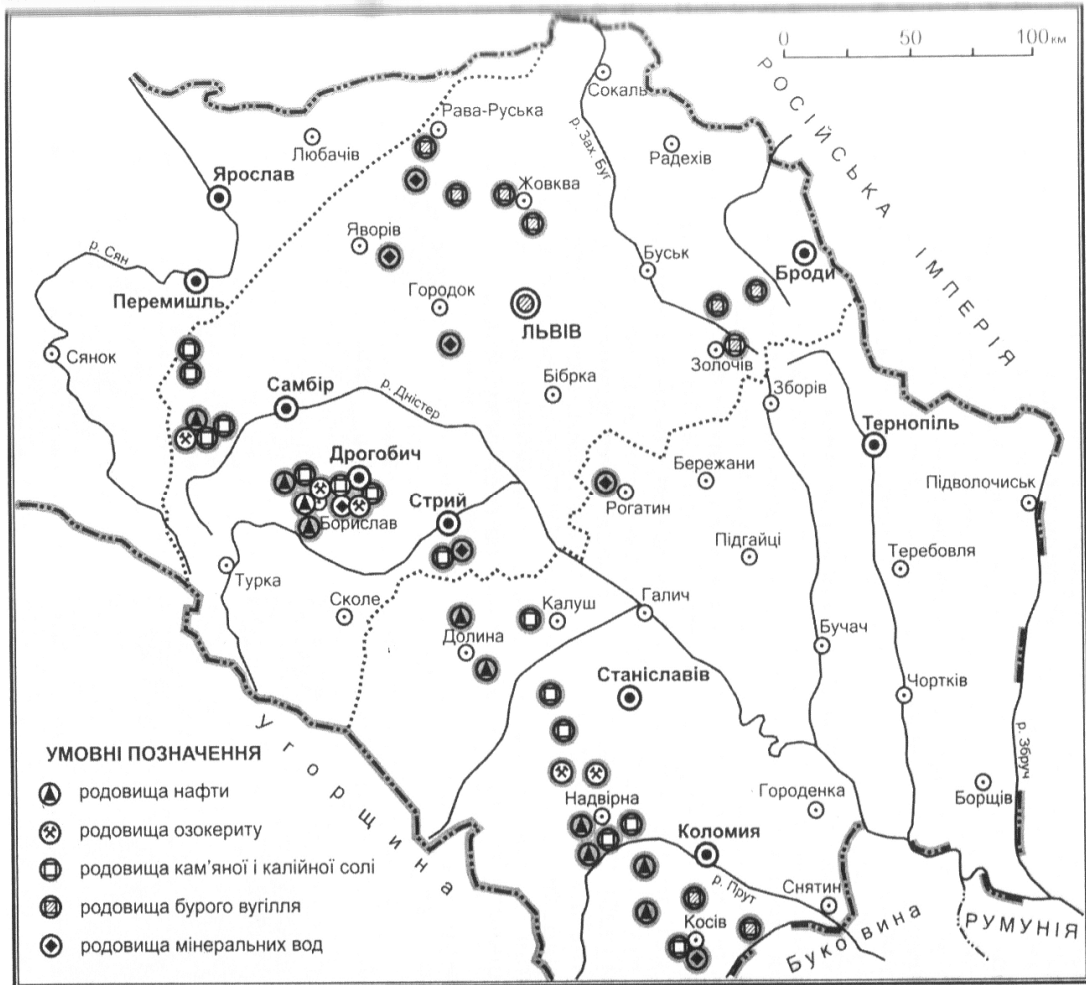 0 50 100 км
РОСІЙСЬКА ІМПЕРІЯ
Сокаль
Рава-Руська
р. Зах. Буг
Любачів
Радехів
Ярослав
Жовква
Яворів
р. Сян
Буськ
Броди
Перемишль
Городок
ЛЬВІВ
Сянок
Золочів
Бібрка
Зборів
Самбір
р. Дністер
Тернопіль
Дрогобич
Бережани
Підволочиськ
Стрий
Рогатин
Борислав
Підгайці
Теребовля
Турка
Сколе
Калуш
Галич
Долина
Бучач
Станіславів
Чортків
Угорщина
р. Збруч
УМОВНІ ПОЗНАЧЕННЯ
родовища нафти
родовища озокериту
родовища кам'яної і калійної солі
родовища бурого вугілля
родовища мінеральних вод
Надвірна
Городенка
Борщів
Коломия
р. Прут
Снятин
Косів
Буковина
РУМУНІЯ